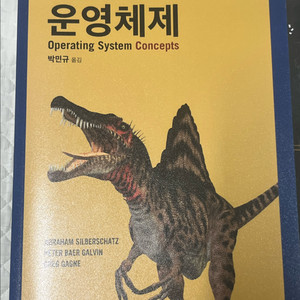 운영체제
Operating System Concepts
박민규 옮김
ABRAHAM SILBERSCHATZ
PETER BAER GALVIN
GREG GAGNE